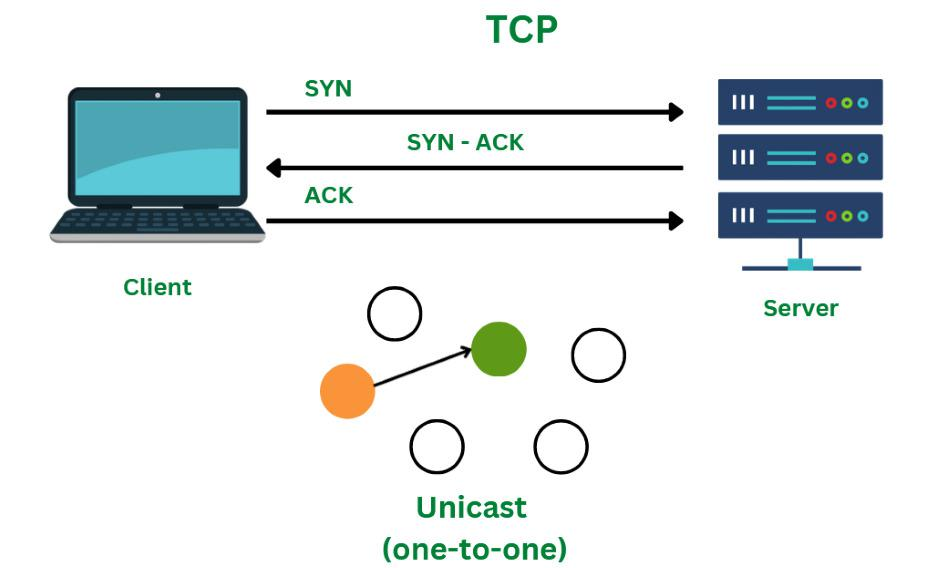 TCP
SYN
SYN - ACK
ACK
Client
Server
Unicast
(one-to-one)